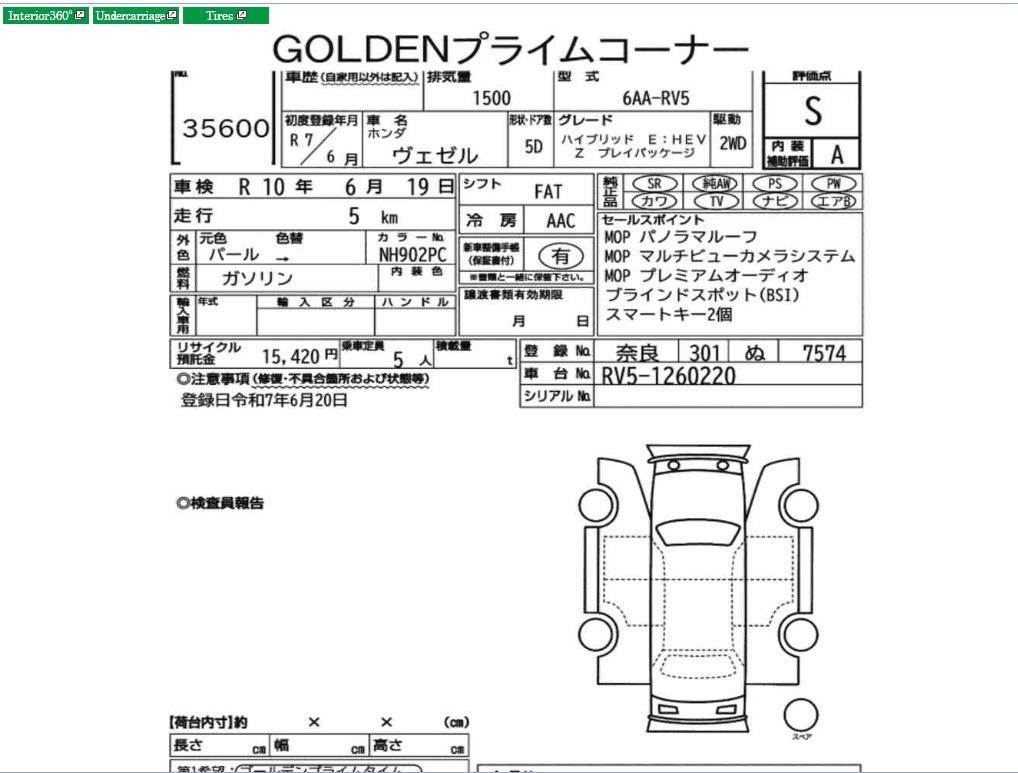 Interior360°
Undercarriage
Tires
GOLDENプライムコーナー
No.
35600
車歴(自家用以外は記入)
排気量
1500
型 式
6AA-RV5
評価点
S
初度登録年月
R 7／6 月
車 名
ホンダ
ヴェゼル
形状・ドア数
5D
グレード
ハイブリッド E:HEV
Z プレイパッケージ
駆動
2WD
内 装
補助評価
A
車検 R 10 年 6 月 19 日
シフト
FAT
純正品
SR 純AW PS PW
カワ TV ナビ エアB
走行 5 km
冷 房
AAC
セールスポイント
MOP パノラマルーフ
MOP マルチビューカメラシステム
MOP プレミアムオーディオ
ブラインドスポット(BSI)
スマートキー2個
外色
元色 色替
パール →
カラーNo.
NH902PC
新車整備手帳
(保証書付)
有
※書類と一緒に保管下さい。
燃料
ガソリン
内 装 色
譲渡書類有効期限
月 日
輸入車用
年式
輸 入 区 分
ハ ン ド ル
リサイクル
預託金
15,420 円
乗車定員
5 人
積載量
t
登 録 No. 奈良 301 ぬ 7574
車 台 No. RV5-1260220
シリアル No.
◎注意事項(修復・不具合箇所および状態等)
登録日令和7年6月20日
◎検査員報告
スペア
【荷台内寸】約 × × (cm)
長さ cm 幅 cm 高さ cm
第1希望:ゴールデンプライムタイム